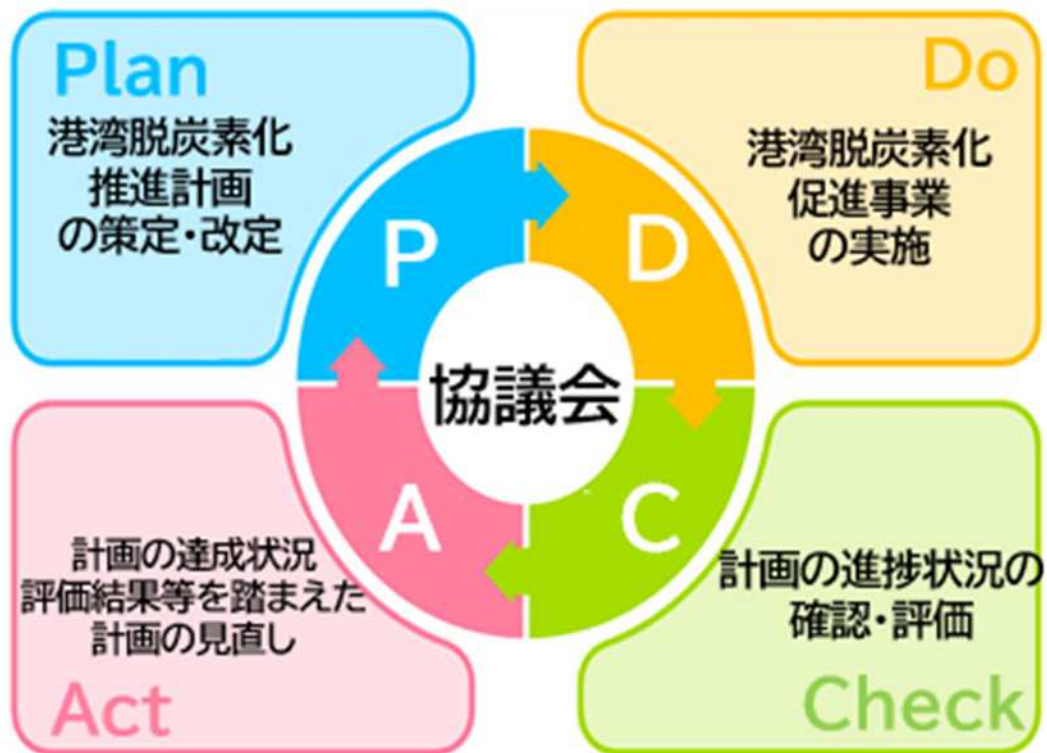 Plan
港湾脱炭素化
推進計画
の策定・改定
Do
港湾脱炭素化
促進事業
の実施
P
D
協議会
A
C
計画の達成状況
評価結果等を踏まえた
計画の見直し
Act
計画の進捗状況の
確認・評価
Check